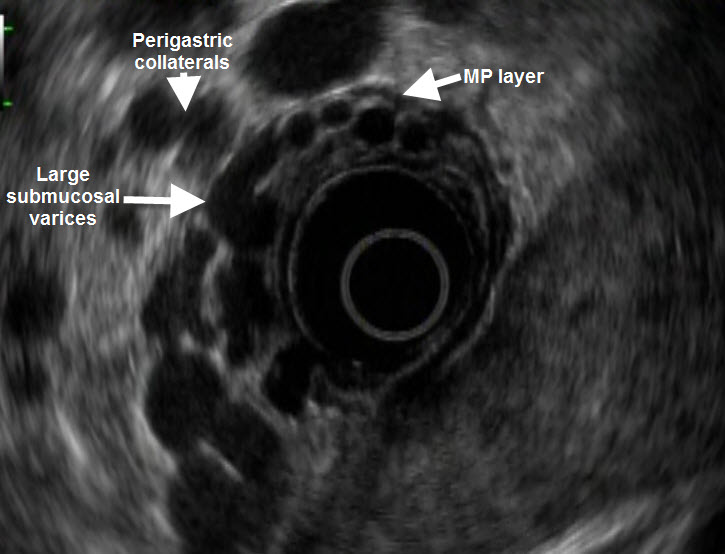 Perigastric
collaterals
MP layer
Large
submucosal
varices